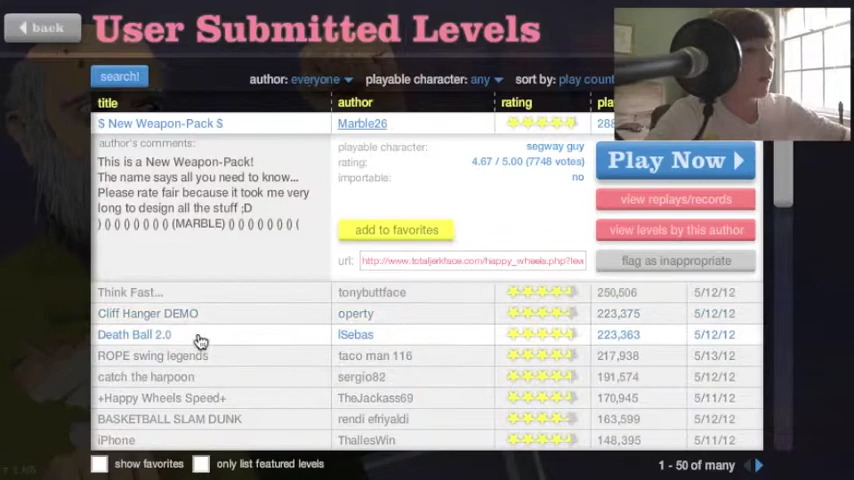 back
User Submitted Levels
search!
author: everyone
playable character: any
sort by: play count
title
author
rating
$ New Weapon-Pack $
Marble26
author's comments:
This is a New Weapon-Pack!
The name says all you need to know...
Please rate fair because it took me very
long to design all the stuff ;D
) () () () () () () (MARBLE) () () () () () () (
playable character:
segway guy
rating:
4.67 / 5.00 (7748 votes)
importable:
no
add to favorites
url:
Play Now
view replays/records
view levels by this author
flag as inappropriate
Think Fast... tonybuttface 250,506 5/12/12
Cliff Hanger DEMO operty 223,375 5/12/12
Death Ball 2.0 lSebas 223,363 5/12/12
ROPE swing legends taco man 116 217,938 5/13/12
catch the harpoon sergio82 191,574 5/12/12
+Happy Wheels Speed+ TheJackass69 170,945 5/11/12
BASKETBALL SLAM DUNK rendi efriyaldi 163,599 5/12/12
iPhone ThallesWin 148,395 5/11/12
show favorites
only list featured levels
1 - 50 of many